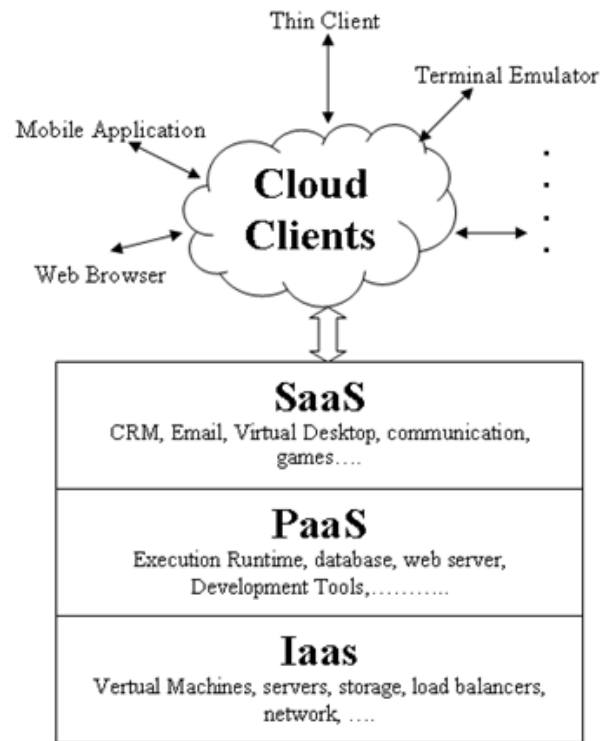 Thin Client
Terminal Emulator
Mobile Application
Cloud
Clients
Web Browser
SaaS
CRM, Email, Virtual Desktop, communication,
games....
PaaS
Execution Runtime, database, web server,
Development Tools,...........
Iaas
Vertual Machines, servers, storage, load balancers,
network, ....